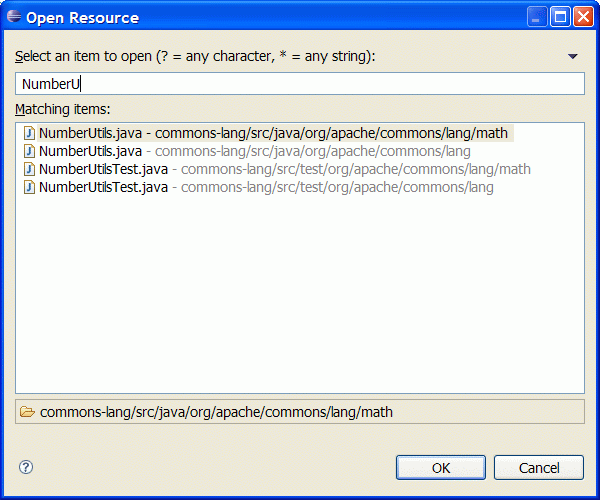 Open Resource
Select an item to open (? = any character, * = any string):
NumberU
Matching items:
NumberUtils.java - commons-lang/src/java/org/apache/commons/lang/math
NumberUtils.java - commons-lang/src/java/org/apache/commons/lang
NumberUtilsTest.java - commons-lang/src/test/org/apache/commons/lang/math
NumberUtilsTest.java - commons-lang/src/test/org/apache/commons/lang
commons-lang/src/java/org/apache/commons/lang/math
OK Cancel